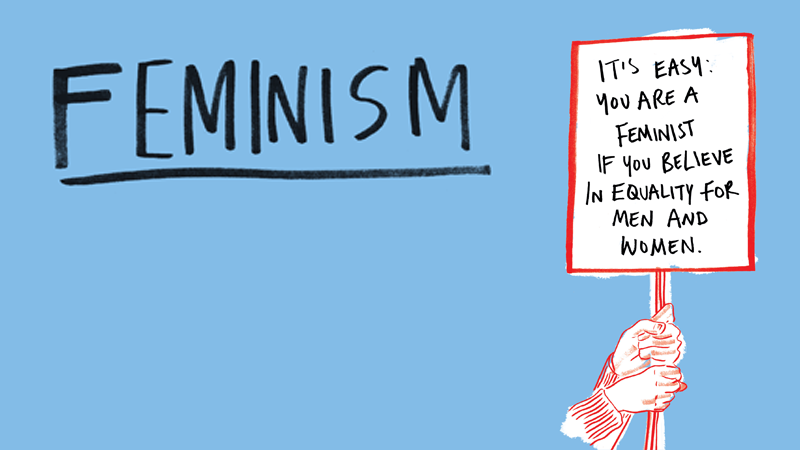 FEMINISM
IT'S EASY:
YOU ARE A
FEMINIST
IF YOU BELIEVE
IN EQUALITY FOR
MEN AND
WOMEN.